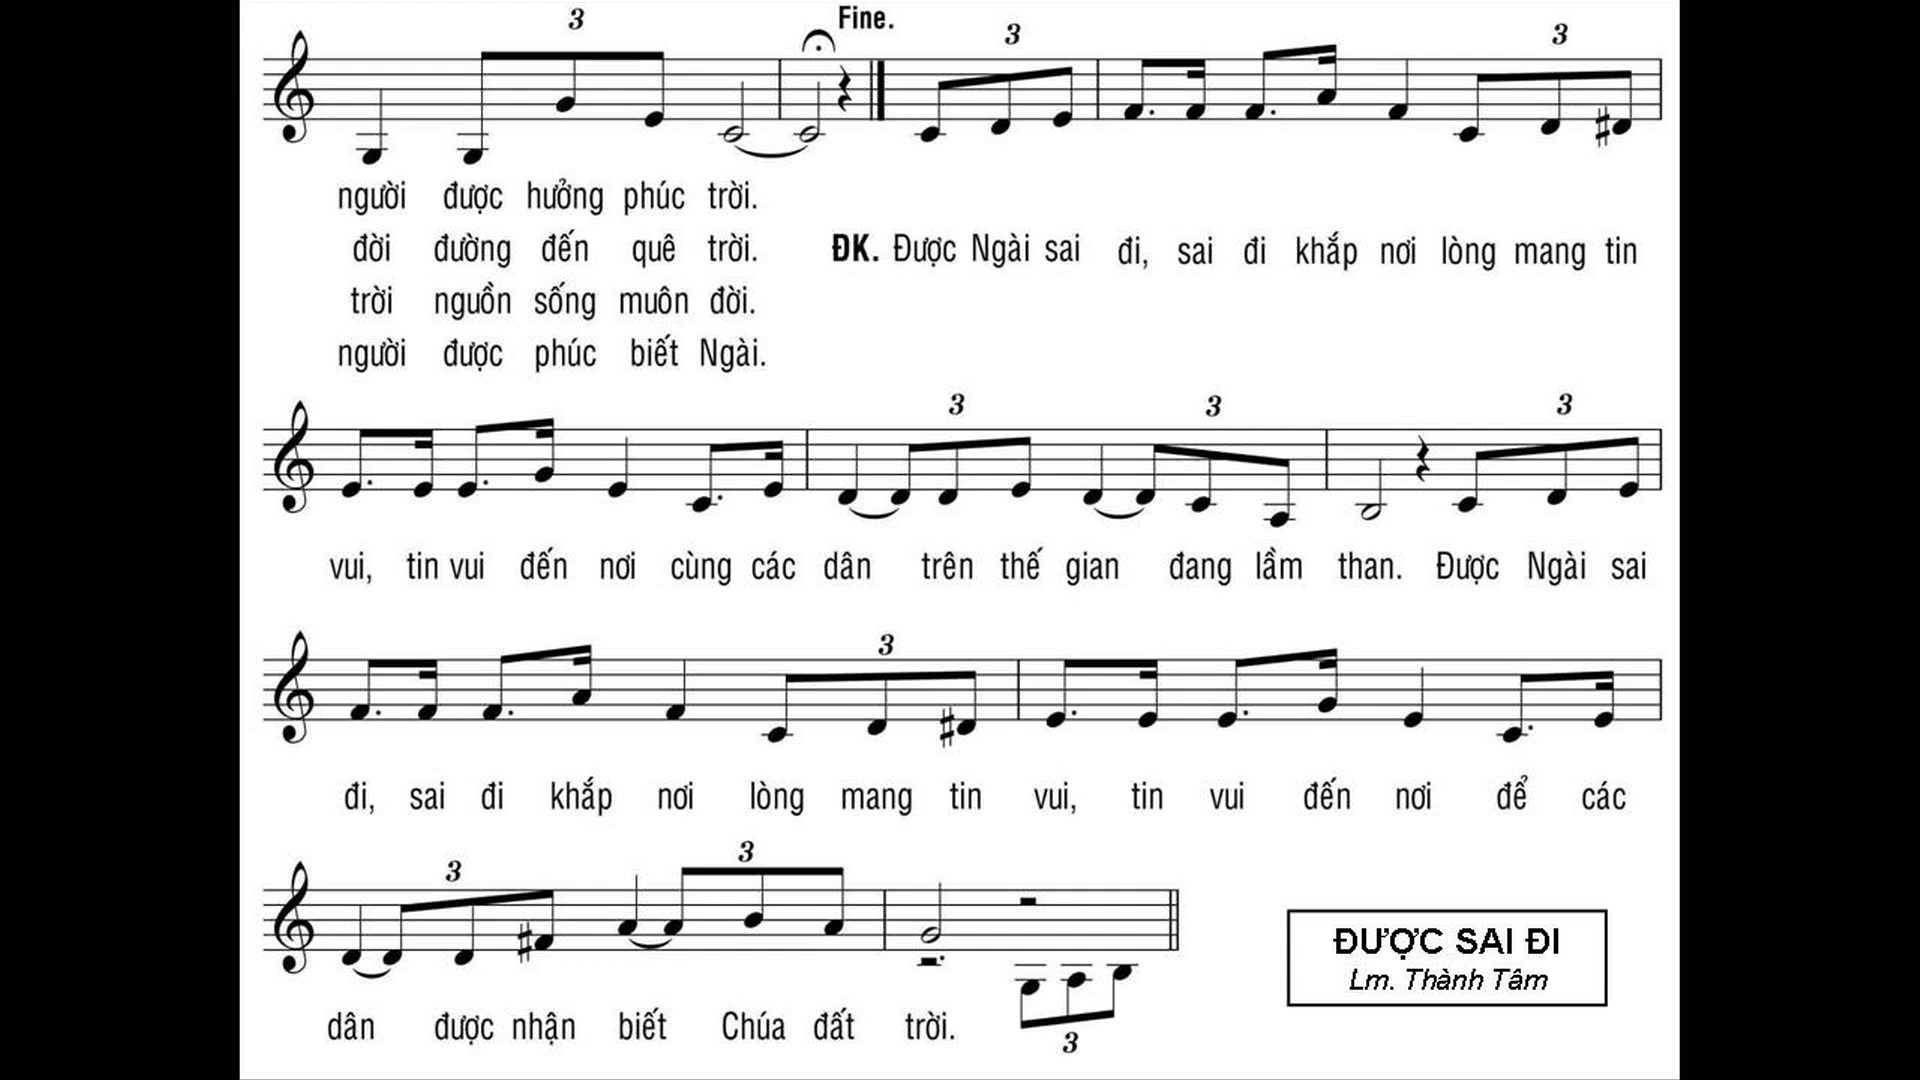 3
Fine.
3
3
người được hưởng phúc trời.
đời đường đến quê trời. ĐK. Được Ngài sai đi, sai đi khắp nơi lòng mang tin
trời nguồn sống muôn đời.
người được phúc biết Ngài.
3
3
3
vui, tin vui đến nơi cùng các dân trên thế gian đang lầm than. Được Ngài sai
3
đi, sai đi khắp nơi lòng mang tin vui, tin vui đến nơi để các
3
3
dân được nhận biết Chúa đất trời.
3
ĐƯỢC SAI ĐI
Lm. Thành Tâm